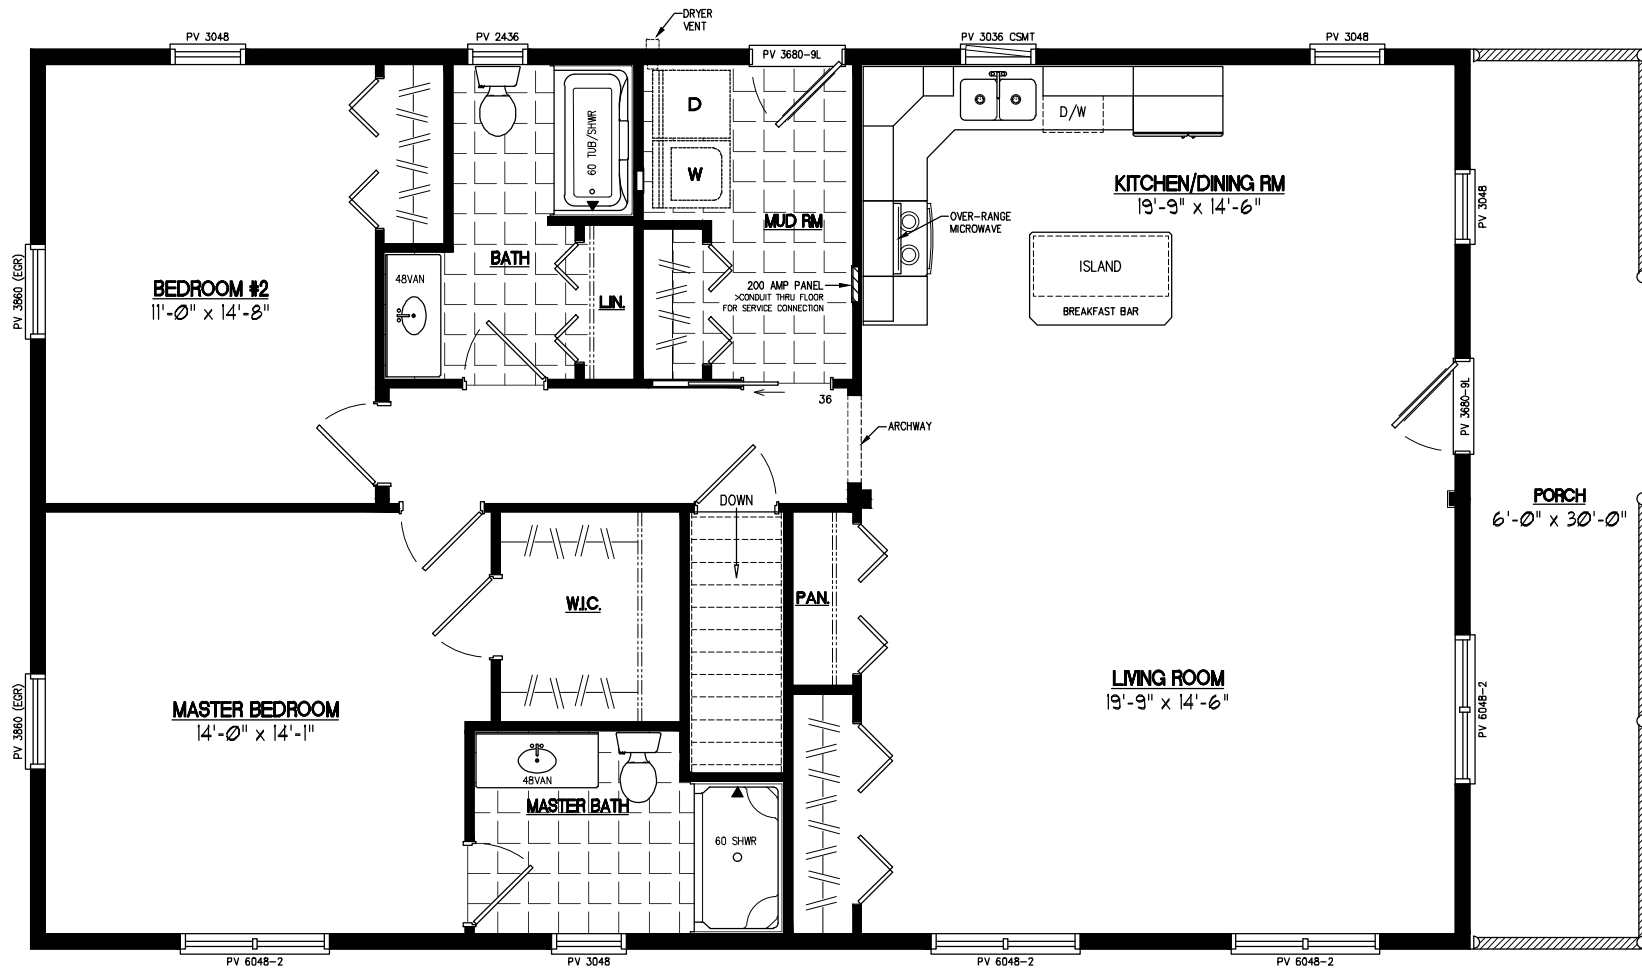 DRYER
VENT
PV 3048
PV 2436
PV 3680-9L
PV 3036 CSMT
PV 3048
D
W
60 TUB/SHWR
D/W
KITCHEN/DINING RM
19'-9" x 14'-6"
PV 3048
OVER-RANGE
MICROWAVE
MUD RM
BATH
ISLAND
BREAKFAST BAR
48VAN
LIN.
200 AMP PANEL
>CONDUIT THRU FLOOR
FOR SERVICE CONNECTION
PV 3860 (EGR)
BEDROOM #2
11'-0" x 14'-8"
36
ARCHWAY
PV 3680-9L
DOWN
PORCH
6'-0" x 30'-0"
W.I.C.
PAN.
LIVING ROOM
19'-9" x 14'-6"
PV 6048-2
PV 3860 (EGR)
MASTER BEDROOM
14'-0" x 14'-1"
48VAN
MASTER BATH
60 SHWR
PV 6048-2
PV 3048
PV 6048-2
PV 6048-2